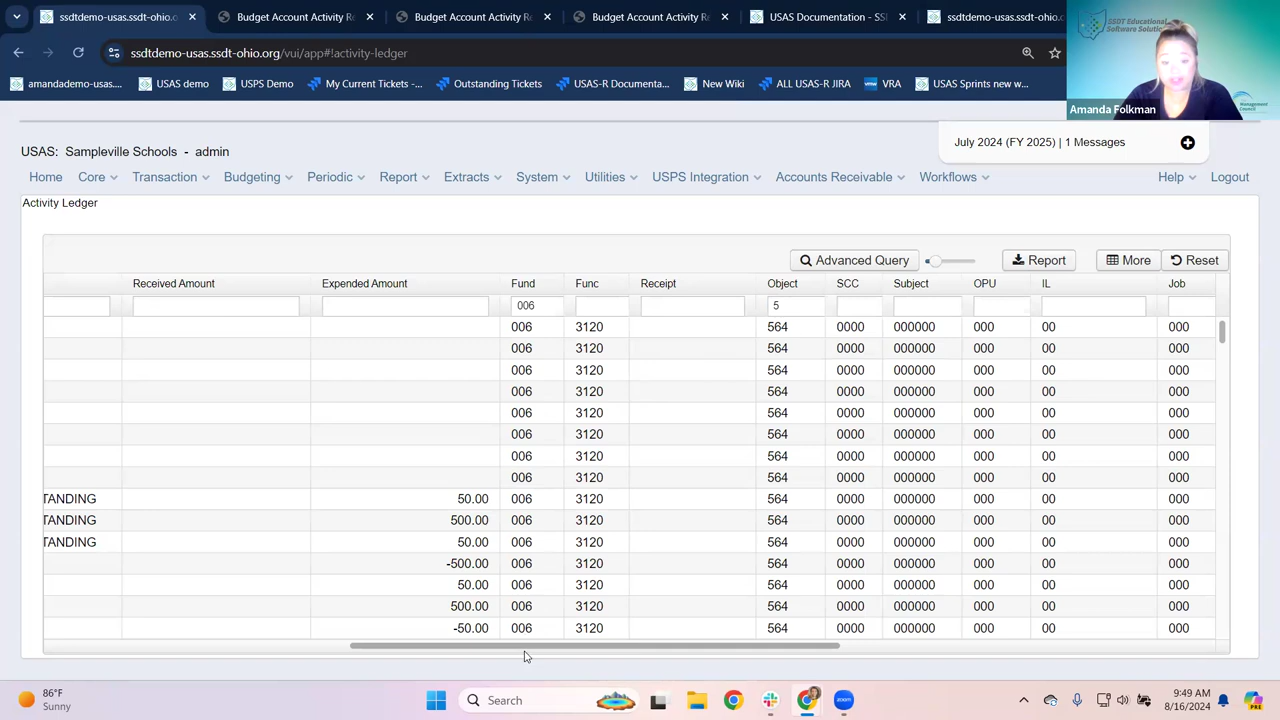 ssdtdemo-usas.ssdt-ohio.o
Budget Account Activity Re
Budget Account Activity Re
Budget Account Activity Re
USAS Documentation - SSD
ssdtdemo-usas.ssdt-ohio.o
ssdtdemo-usas.ssdt-ohio.org/vui/app#!activity-ledger
amandademo-usas....
USAS demo
USPS Demo
My Current Tickets -...
Outstanding Tickets
USAS-R Documenta...
New Wiki
ALL USAS-R JIRA
VRA
USAS Sprints new w...
SSDT Educational
Software Solutio
Management
Council
Amanda Folkman
USAS: Sampleville Schools - admin
July 2024 (FY 2025) | 1 Messages
Home Core Transaction Budgeting Periodic Report Extracts System Utilities USPS Integration Accounts Receivable Workflows Help Logout
Activity Ledger
Advanced Query Report More Reset
Received Amount Expended Amount Fund Func Receipt Object SCC Subject OPU IL Job
006 5
006 3120 564 0000 000000 000 00 000
006 3120 564 0000 000000 000 00 000
006 3120 564 0000 000000 000 00 000
006 3120 564 0000 000000 000 00 000
006 3120 564 0000 000000 000 00 000
006 3120 564 0000 000000 000 00 000
006 3120 564 0000 000000 000 00 000
006 3120 564 0000 000000 000 00 000
TANDING 50.00 006 3120 564 0000 000000 000 00 000
TANDING 500.00 006 3120 564 0000 000000 000 00 000
TANDING 50.00 006 3120 564 0000 000000 000 00 000
-500.00 006 3120 564 0000 000000 000 00 000
50.00 006 3120 564 0000 000000 000 00 000
500.00 006 3120 564 0000 000000 000 00 000
-50.00 006 3120 564 0000 000000 000 00 000
86°F
Sunny
Search
zoom
9:49 AM
8/16/2024
PRE